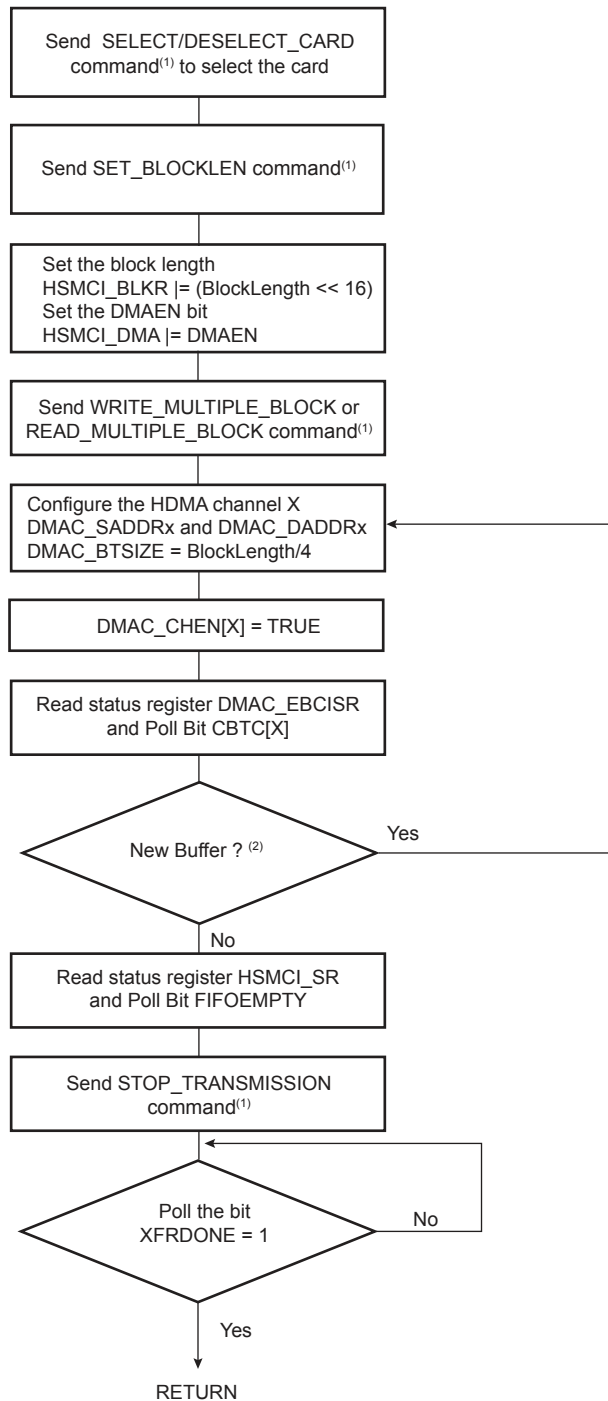 Send SELECT/DESELECT_CARD
command(1) to select the card
Send SET_BLOCKLEN command(1)
Set the block length
HSMCI_BLKR |= (BlockLength << 16)
Set the DMAEN bit
HSMCI_DMA |= DMAEN
Send WRITE_MULTIPLE_BLOCK or
READ_MULTIPLE_BLOCK command(1)
Configure the HDMA channel X
DMAC_SADDRx and DMAC_DADDRx
DMAC_BTSIZE = BlockLength/4
DMAC_CHEN[X] = TRUE
Read status register DMAC_EBCISR
and Poll Bit CBTC[X]
New Buffer ? (2)
Yes
No
Read status register HSMCI_SR
and Poll Bit FIFOEMPTY
Send STOP_TRANSMISSION
command(1)
Poll the bit
XFRDONE = 1
No
Yes
RETURN